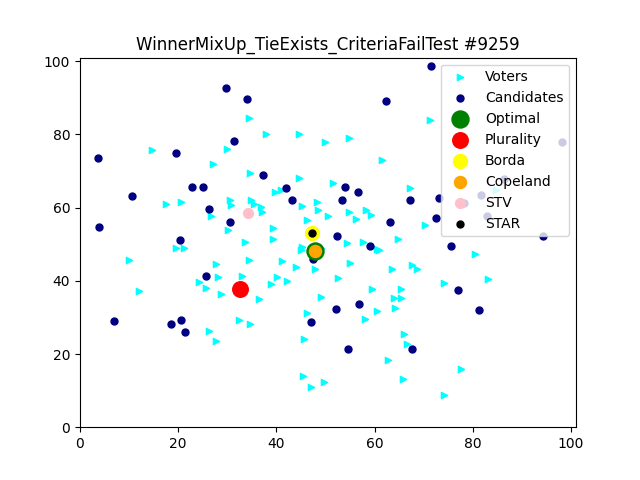 WinnerMixUp_TieExists_CriteriaFailTest #9259
100
80
60
40
20
0
0
20
40
60
80
100
Voters
Candidates
Optimal
Plurality
Borda
Copeland
STV
STAR